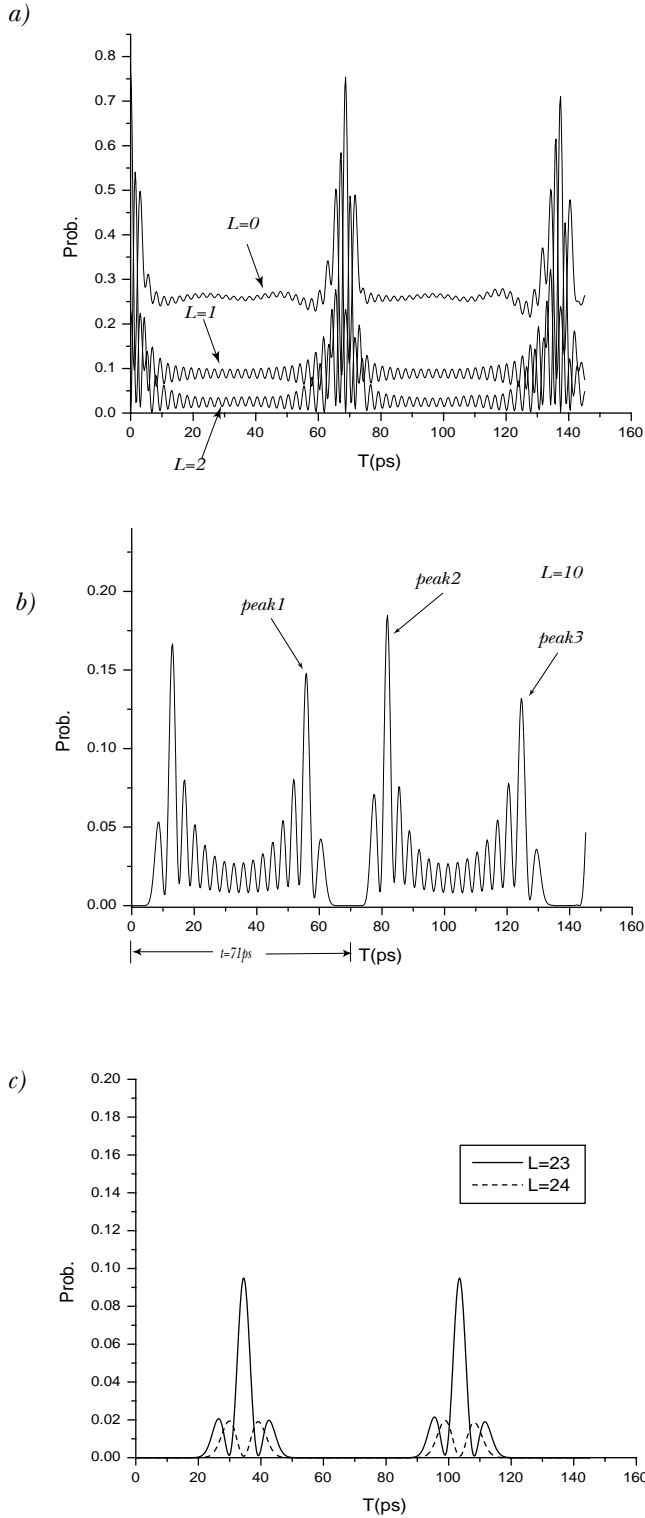 a)
0.8
0.7
0.6
0.5
0.4
0.3
0.2
0.1
0.0
Prob.
L=0
L=1
L=2
0 20 40 60 80 100 120 140 160
T(ps)
b)
L=10
peak1
peak2
peak3
0.20
0.15
0.10
0.05
0.00
Prob.
0 20 40 60 80 100 120 140 160
t=71ps
T(ps)
c)
0.20
0.18
0.16
0.14
0.12
0.10
0.08
0.06
0.04
0.02
0.00
Prob.
L=23
L=24
0 20 40 60 80 100 120 140 160
T(ps)